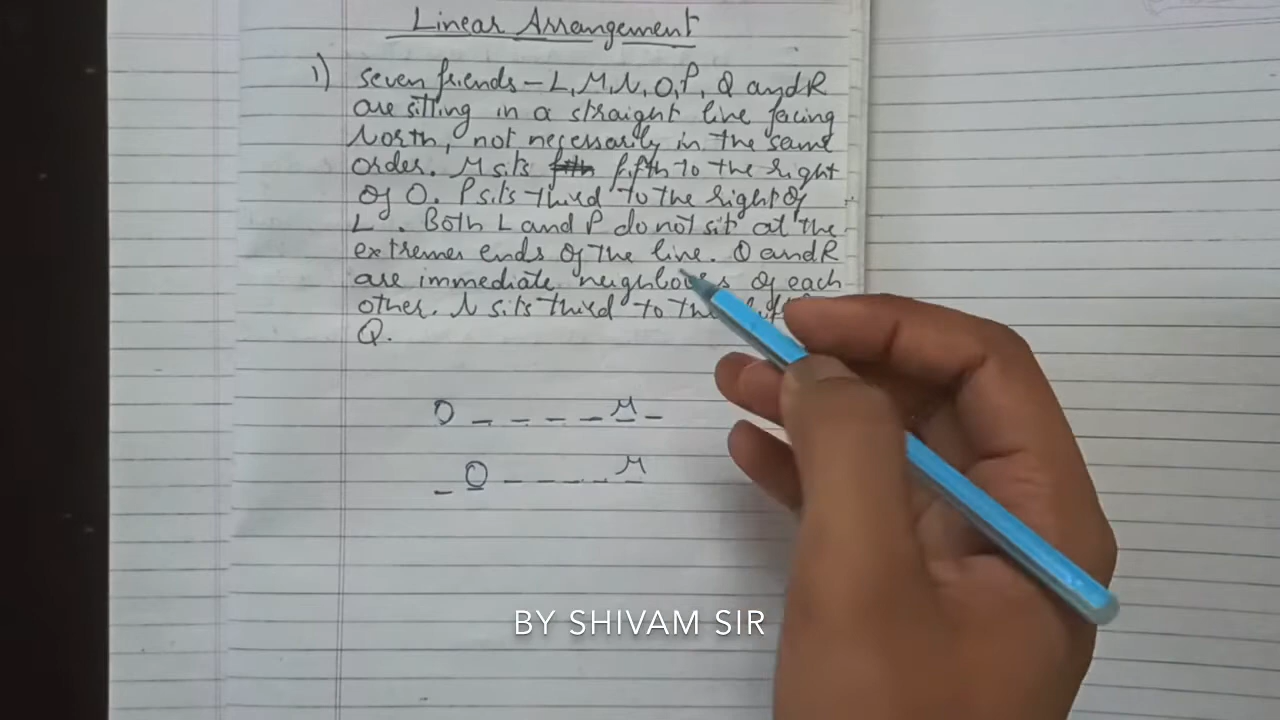 Linear Arrangement
1) Seven friends - L, M, N, O, P, Q and R
are sitting in a straight line facing
North, not necessarily in the same
order. M sits fifth to the right
of O. P sits third to the right of
L. Both L and P do not sit at the
extreme ends of the line. Q and R
are immediate neighbours of each
other. N sits third to the
Q.
O _ _ _ _ M _
_ O _ _ _ _ M
BY SHIVAM SIR